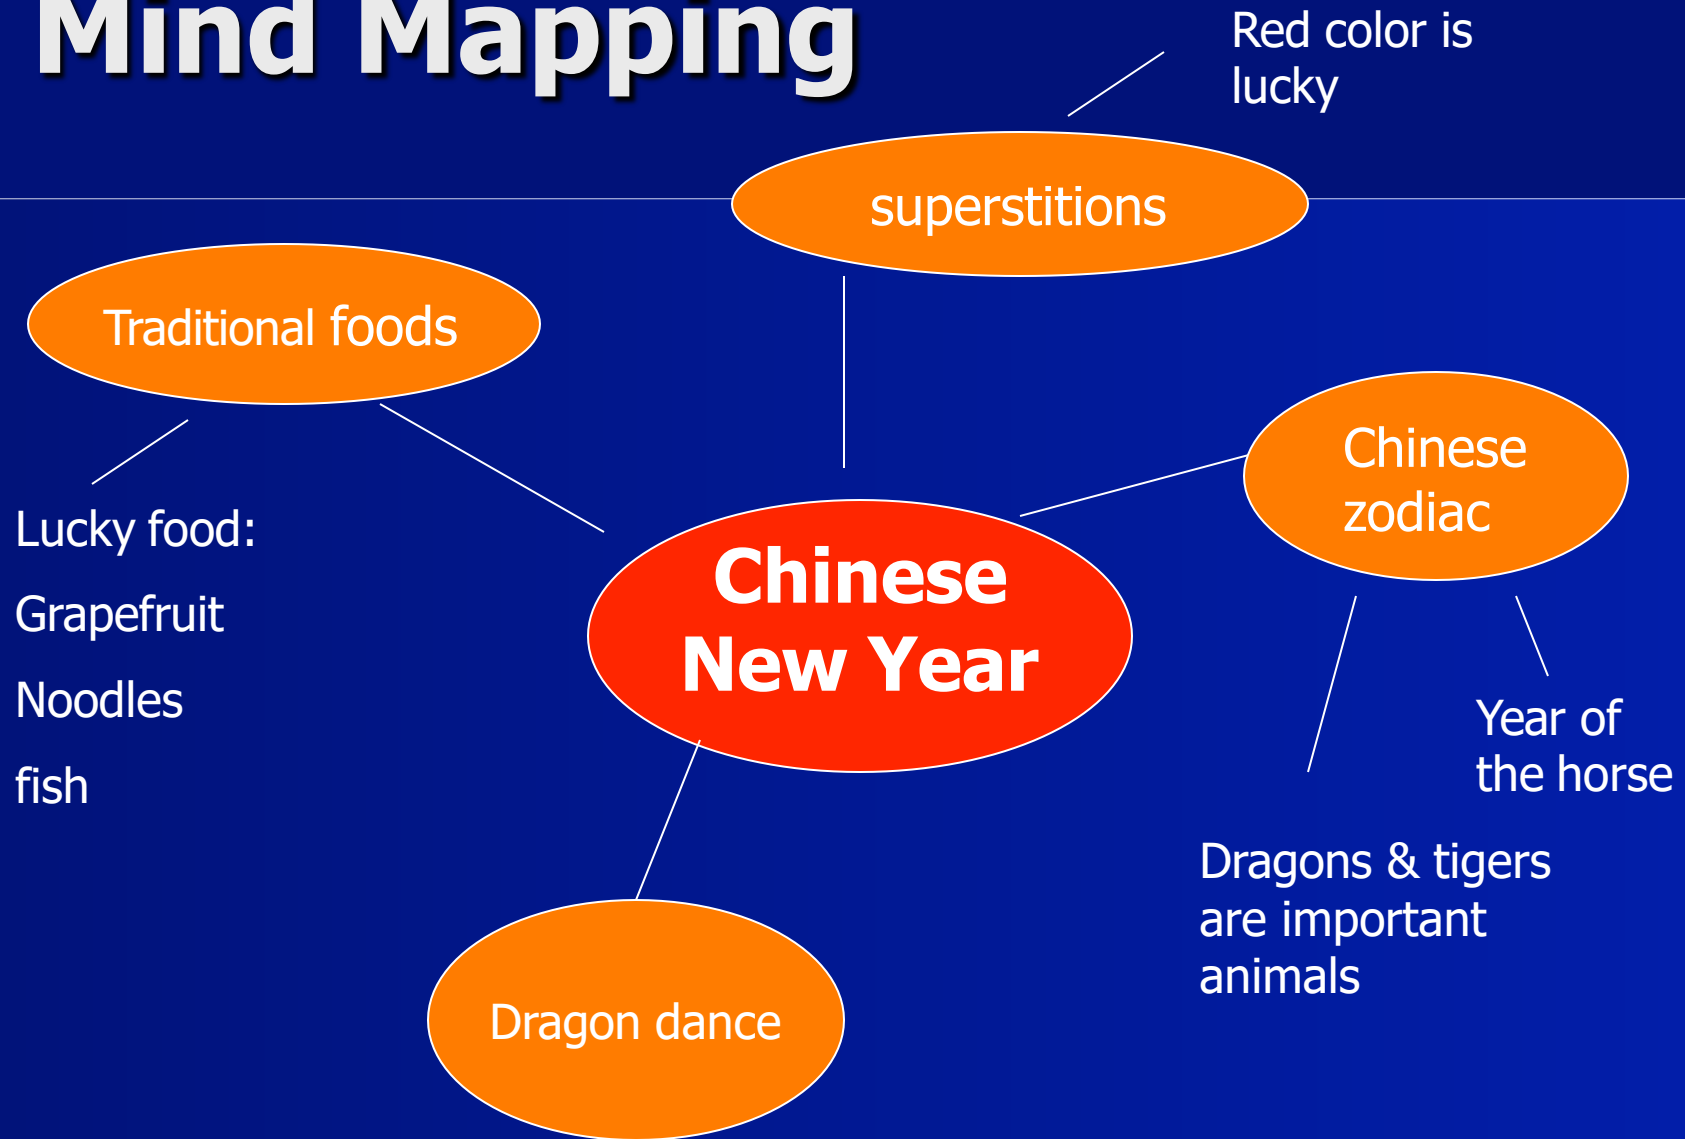 Mind Mapping
Red color is
lucky
superstitions
Traditional foods
Chinese
zodiac
Lucky food:
Grapefruit
Noodles
fish
Chinese
New Year
Year of
the horse
Dragons & tigers
are important
animals
Dragon dance